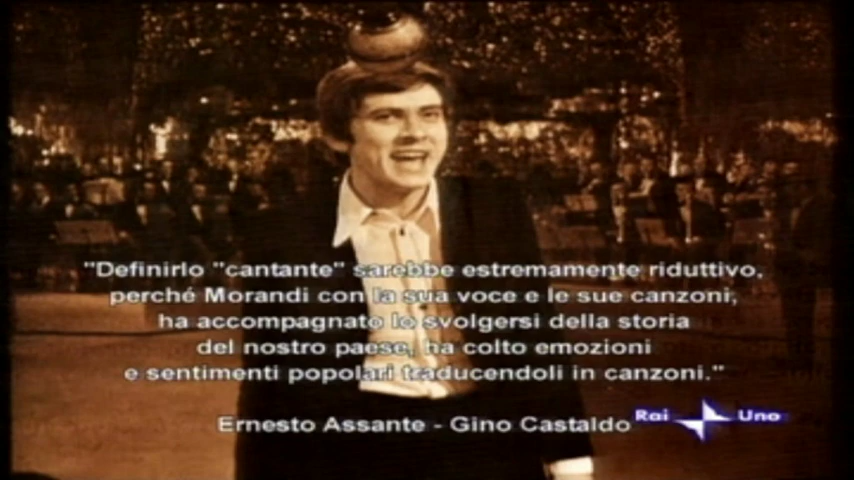 "Definirlo "cantante" sarebbe estremamente riduttivo,
perché Morandi con la sua voce e le sue canzoni,
ha accompagnato lo svolgersi della storia
del nostro paese, ha colto emozioni
e sentimenti popolari traducendoli in canzoni."
Ernesto Assante - Gino Castaldo
Rai Uno